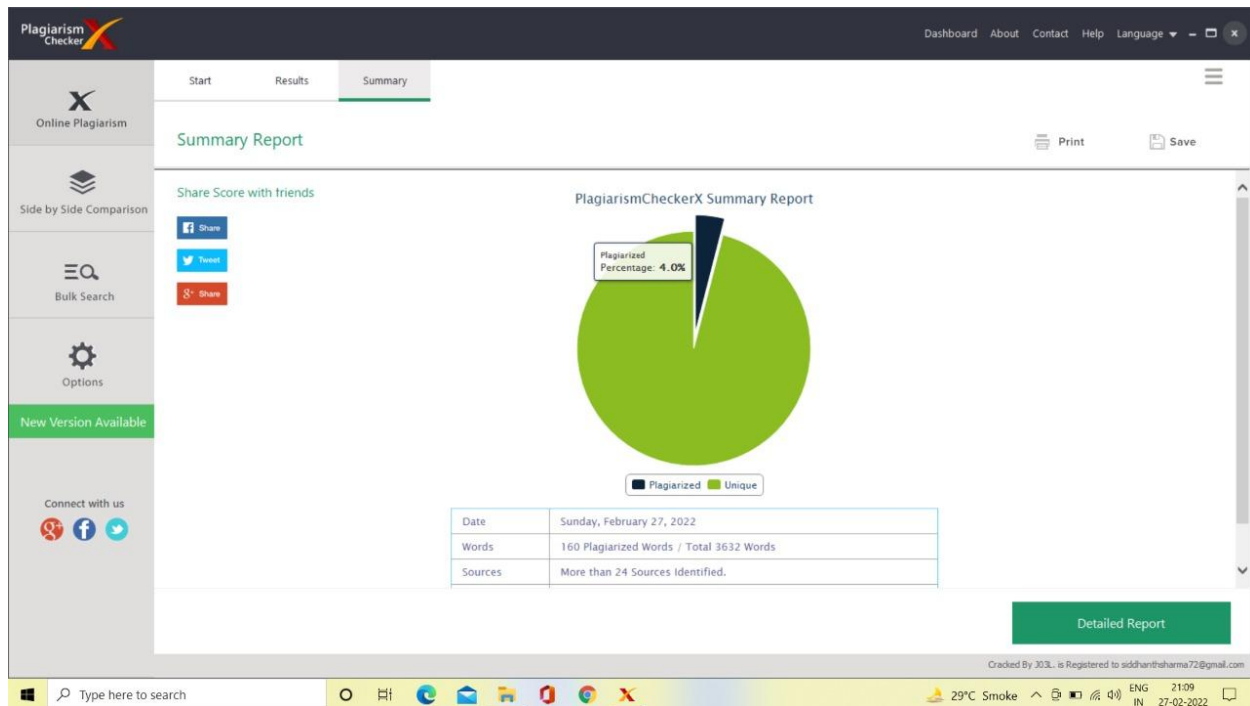 Plagiarism
Checker
Dashboard About Contact Help Language
Start Results Summary
Online Plagiarism
Summary Report
Print Save
Side by Side Comparison
Share Score with friends
PlagiarismCheckerX Summary Report
Share
Tweet
Share
Plagiarized
Percentage: 4.0%
Bulk Search
Options
New Version Available
Plagiarized Unique
Connect with us
Date Sunday, February 27, 2022
Words 160 Plagiarized Words / Total 3632 Words
Sources More than 24 Sources Identified.
Detailed Report
Cracked By J03L. is Registered to siddhanthsharma72@gmail.com
Type here to search
29°C Smoke
ENG
IN
21:09
27-02-2022